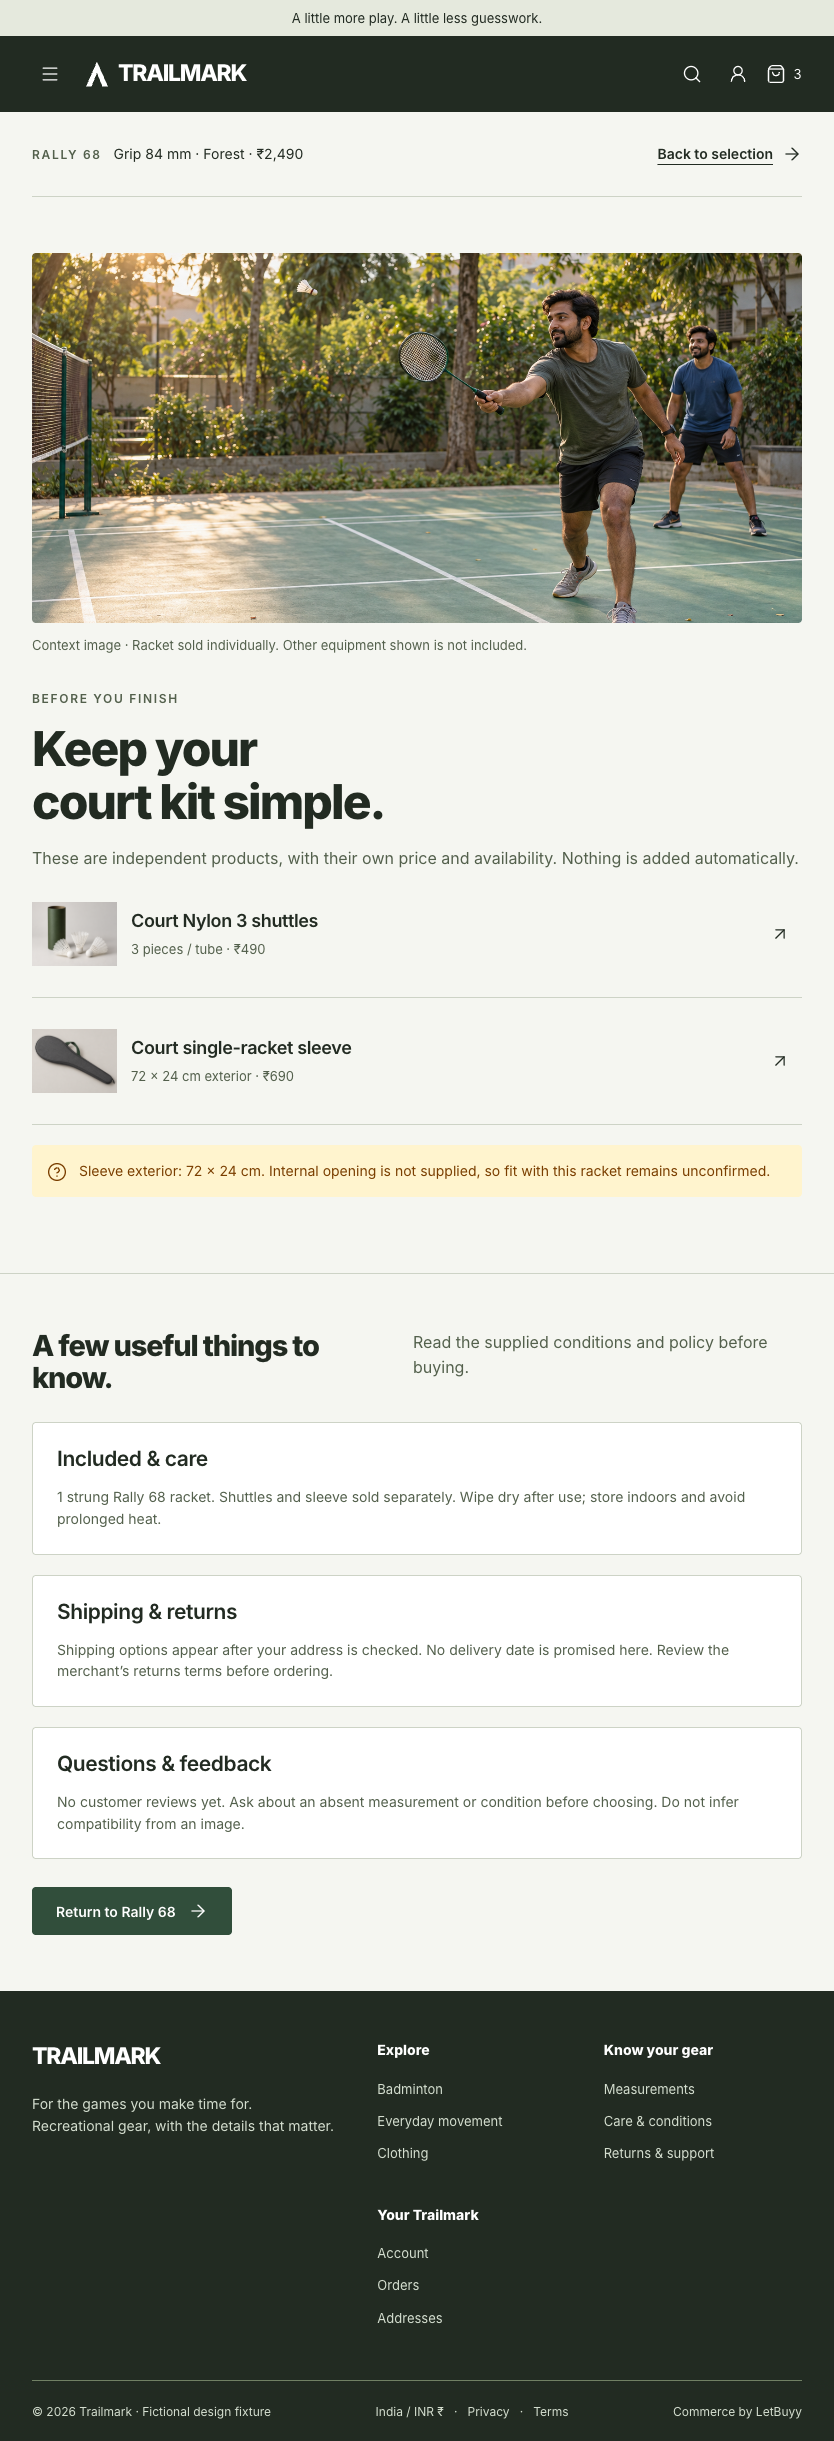 A little more play. A little less guesswork.
TRAILMARK
3
RALLY 68 Grip 84 mm · Forest · ₹2,490
Back to selection
Context image · Racket sold individually. Other equipment shown is not included.
BEFORE YOU FINISH
Keep your
court kit simple.
These are independent products, with their own price and availability. Nothing is added automatically.
Court Nylon 3 shuttles
3 pieces / tube · ₹490
Court single-racket sleeve
72 × 24 cm exterior · ₹690
Sleeve exterior: 72 × 24 cm. Internal opening is not supplied, so fit with this racket remains unconfirmed.
A few useful things to
know.
Read the supplied conditions and policy before
buying.
Included & care
1 strung Rally 68 racket. Shuttles and sleeve sold separately. Wipe dry after use; store indoors and avoid
prolonged heat.
Shipping & returns
Shipping options appear after your address is checked. No delivery date is promised here. Review the
merchant’s returns terms before ordering.
Questions & feedback
No customer reviews yet. Ask about an absent measurement or condition before choosing. Do not infer
compatibility from an image.
Return to Rally 68
TRAILMARK
For the games you make time for.
Recreational gear, with the details that matter.
Explore
Badminton
Everyday movement
Clothing
Know your gear
Measurements
Care & conditions
Returns & support
Your Trailmark
Account
Orders
Addresses
© 2026 Trailmark · Fictional design fixture
India / INR ₹ · Privacy · Terms
Commerce by LetBuyy